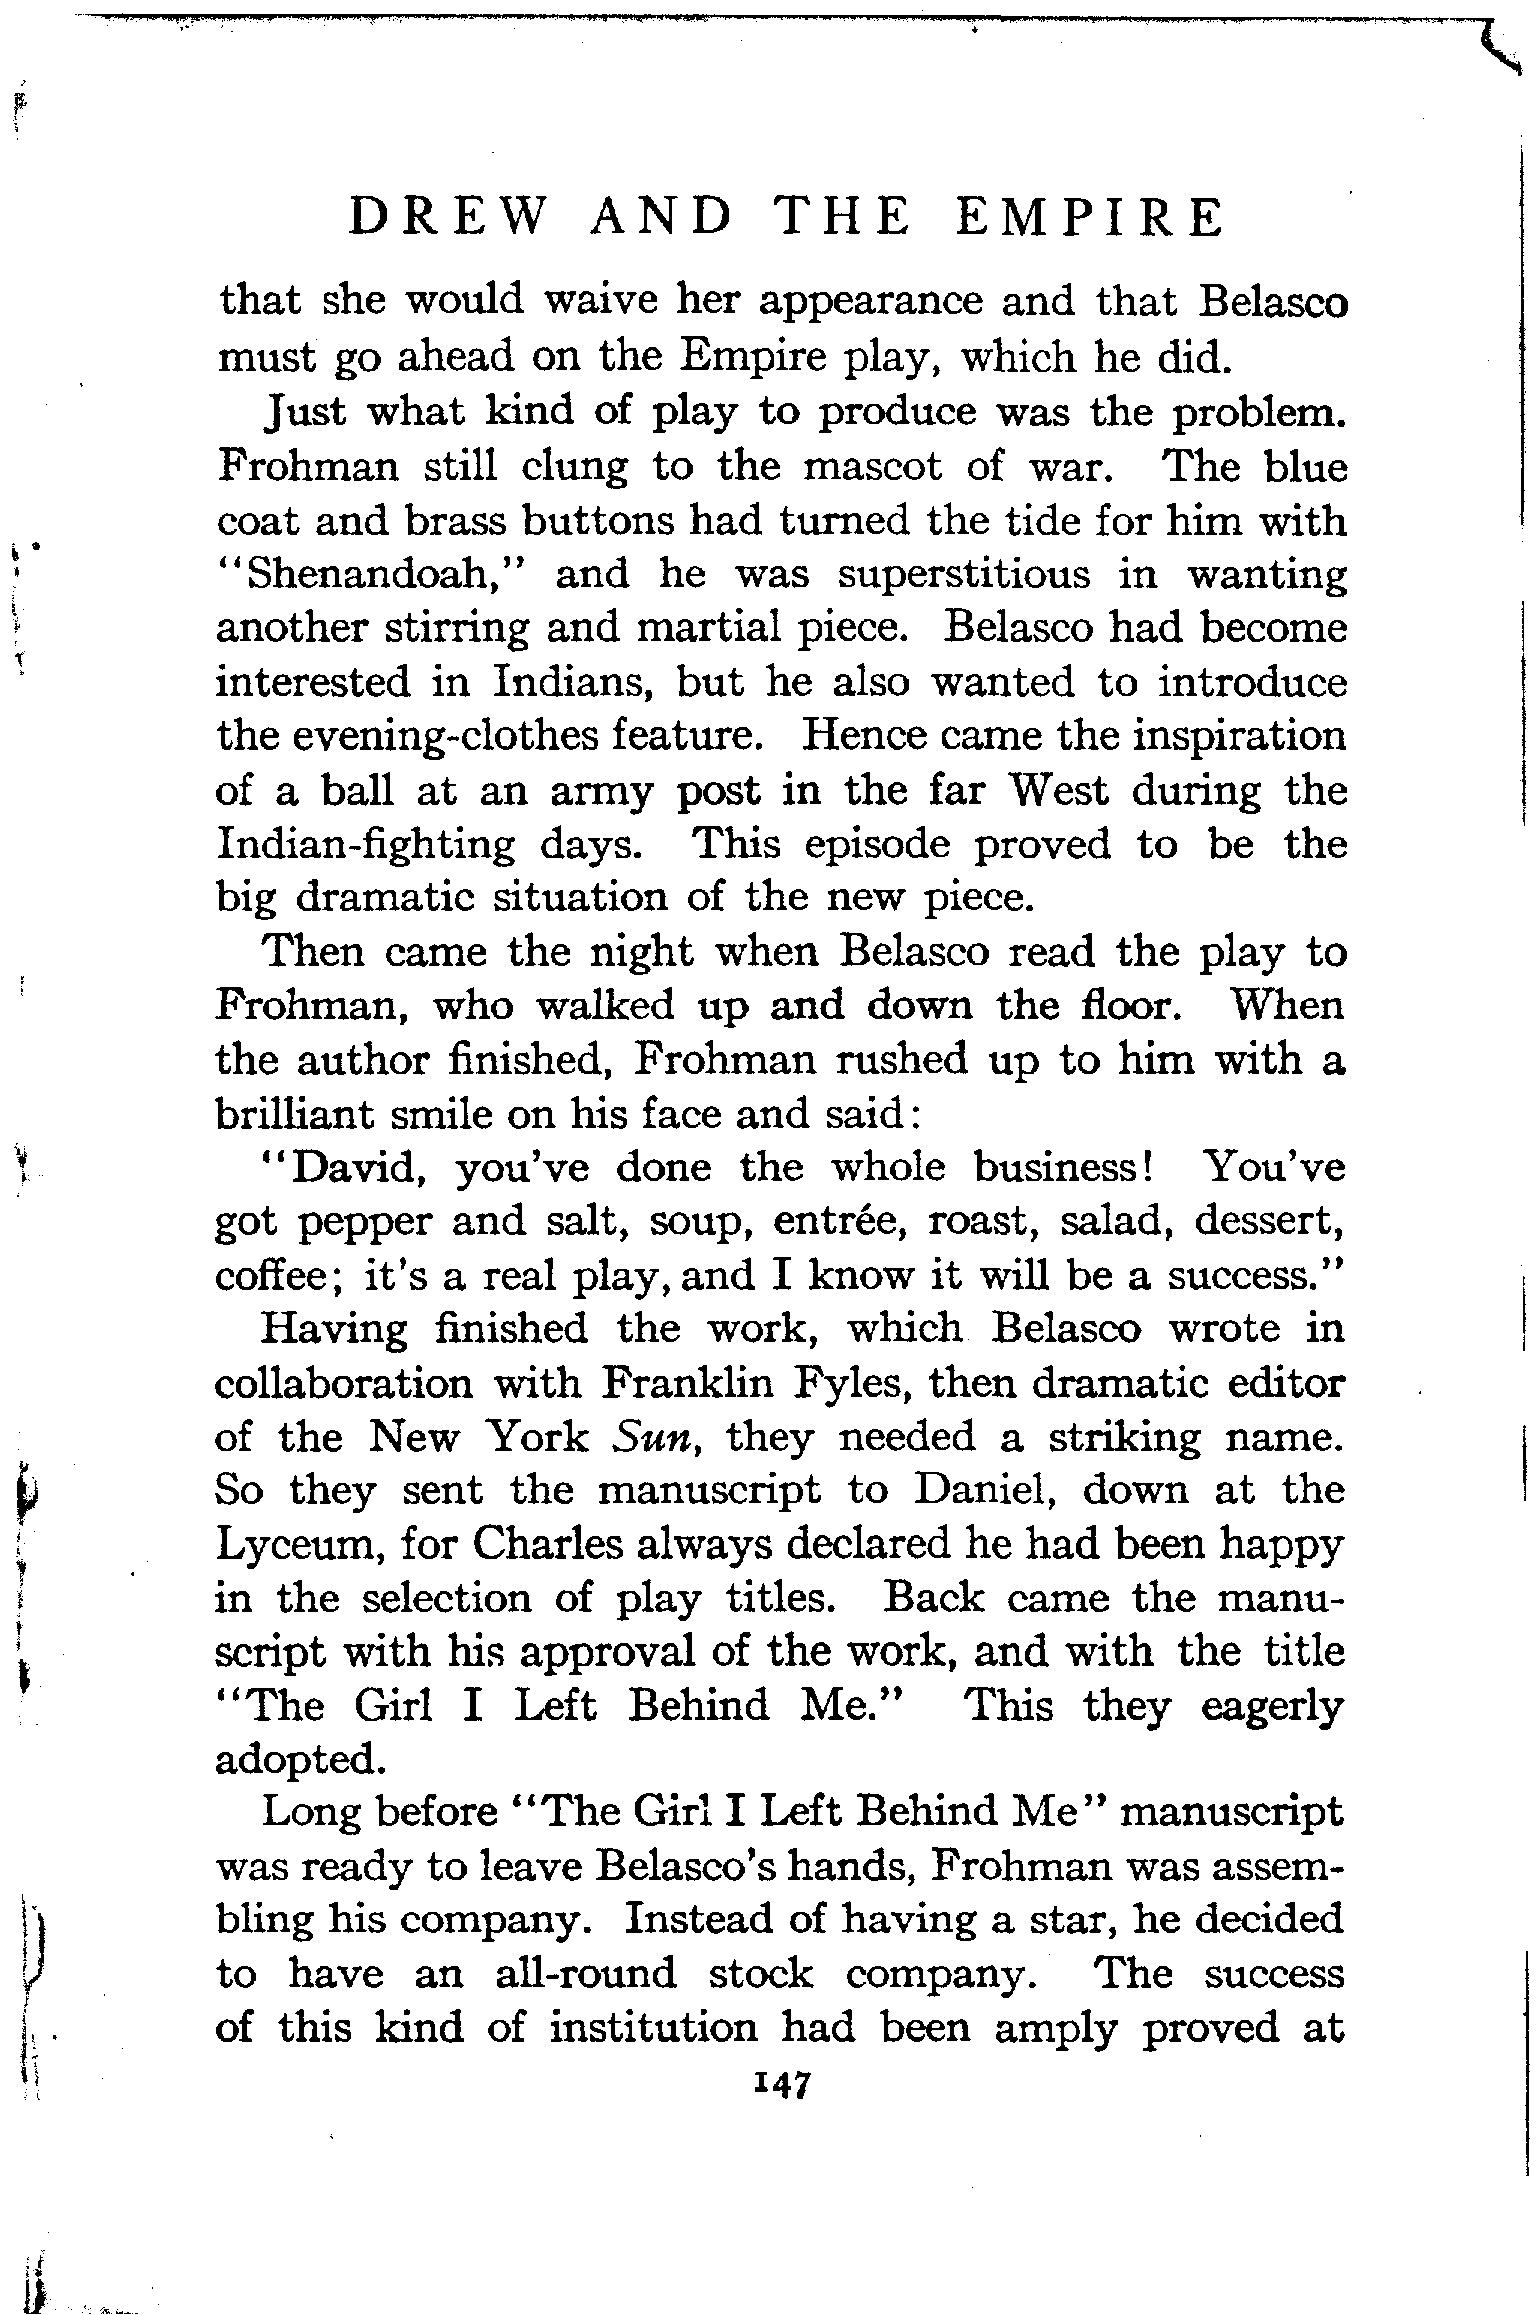 DREW AND THE EMPIRE
that she would waive her appearance and that Belasco
must go ahead on the Empire play, which he did.
Just what kind of play to produce was the problem.
Frohman still clung to the mascot of war. The blue
coat and brass buttons had turned the tide for him with
"Shenandoah," and he was superstitious in wanting
another stirring and martial piece. Belasco had become
interested in Indians, but he also wanted to introduce
the evening-clothes feature. Hence came the inspiration
of a ball at an army post in the far West during the
Indian-fighting days. This episode proved to be the
big dramatic situation of the new piece.
Then came the night when Belasco read the play to
Frohman, who walked up and down the floor. When
the author finished, Frohman rushed up to him with a
brilliant smile on his face and said:
"David, you've done the whole business! You've
got pepper and salt, soup, entrée, roast, salad, dessert,
coffee; it's a real play, and I know it will be a success."
Having finished the work, which Belasco wrote in
collaboration with Franklin Fyles, then dramatic editor
of the New York Sun, they needed a striking name.
So they sent the manuscript to Daniel, down at the
Lyceum, for Charles always declared he had been happy
in the selection of play titles. Back came the manu-
script with his approval of the work, and with the title
"The Girl I Left Behind Me." This they eagerly
adopted.
Long before "The Girl I Left Behind Me" manuscript
was ready to leave Belasco's hands, Frohman was assem-
bling his company. Instead of having a star, he decided
to have an all-round stock company. The success
of this kind of institution had been amply proved at
147